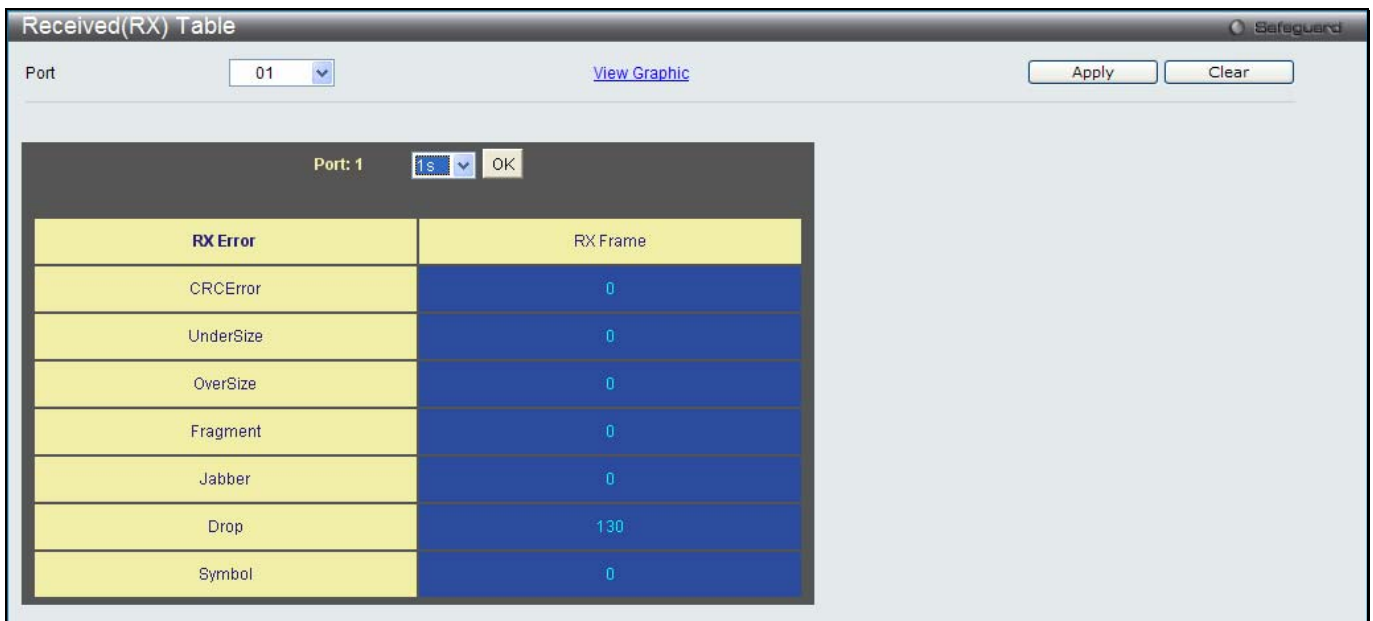 Received(RX) Table Safeguard
Port 01 View Graphic Apply Clear
Port: 1 1s OK
RX Error RX Frame
CRCError 0
UnderSize 0
OverSize 0
Fragment 0
Jabber 0
Drop 130
Symbol 0